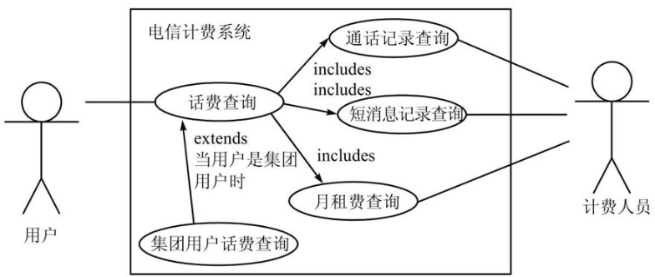 电信计费系统
通话记录查询
includes
includes
话费查询
短消息记录查询
extends
当用户是集团
用户时
includes
月租费查询
集团用户话费查询
用户
计费人员